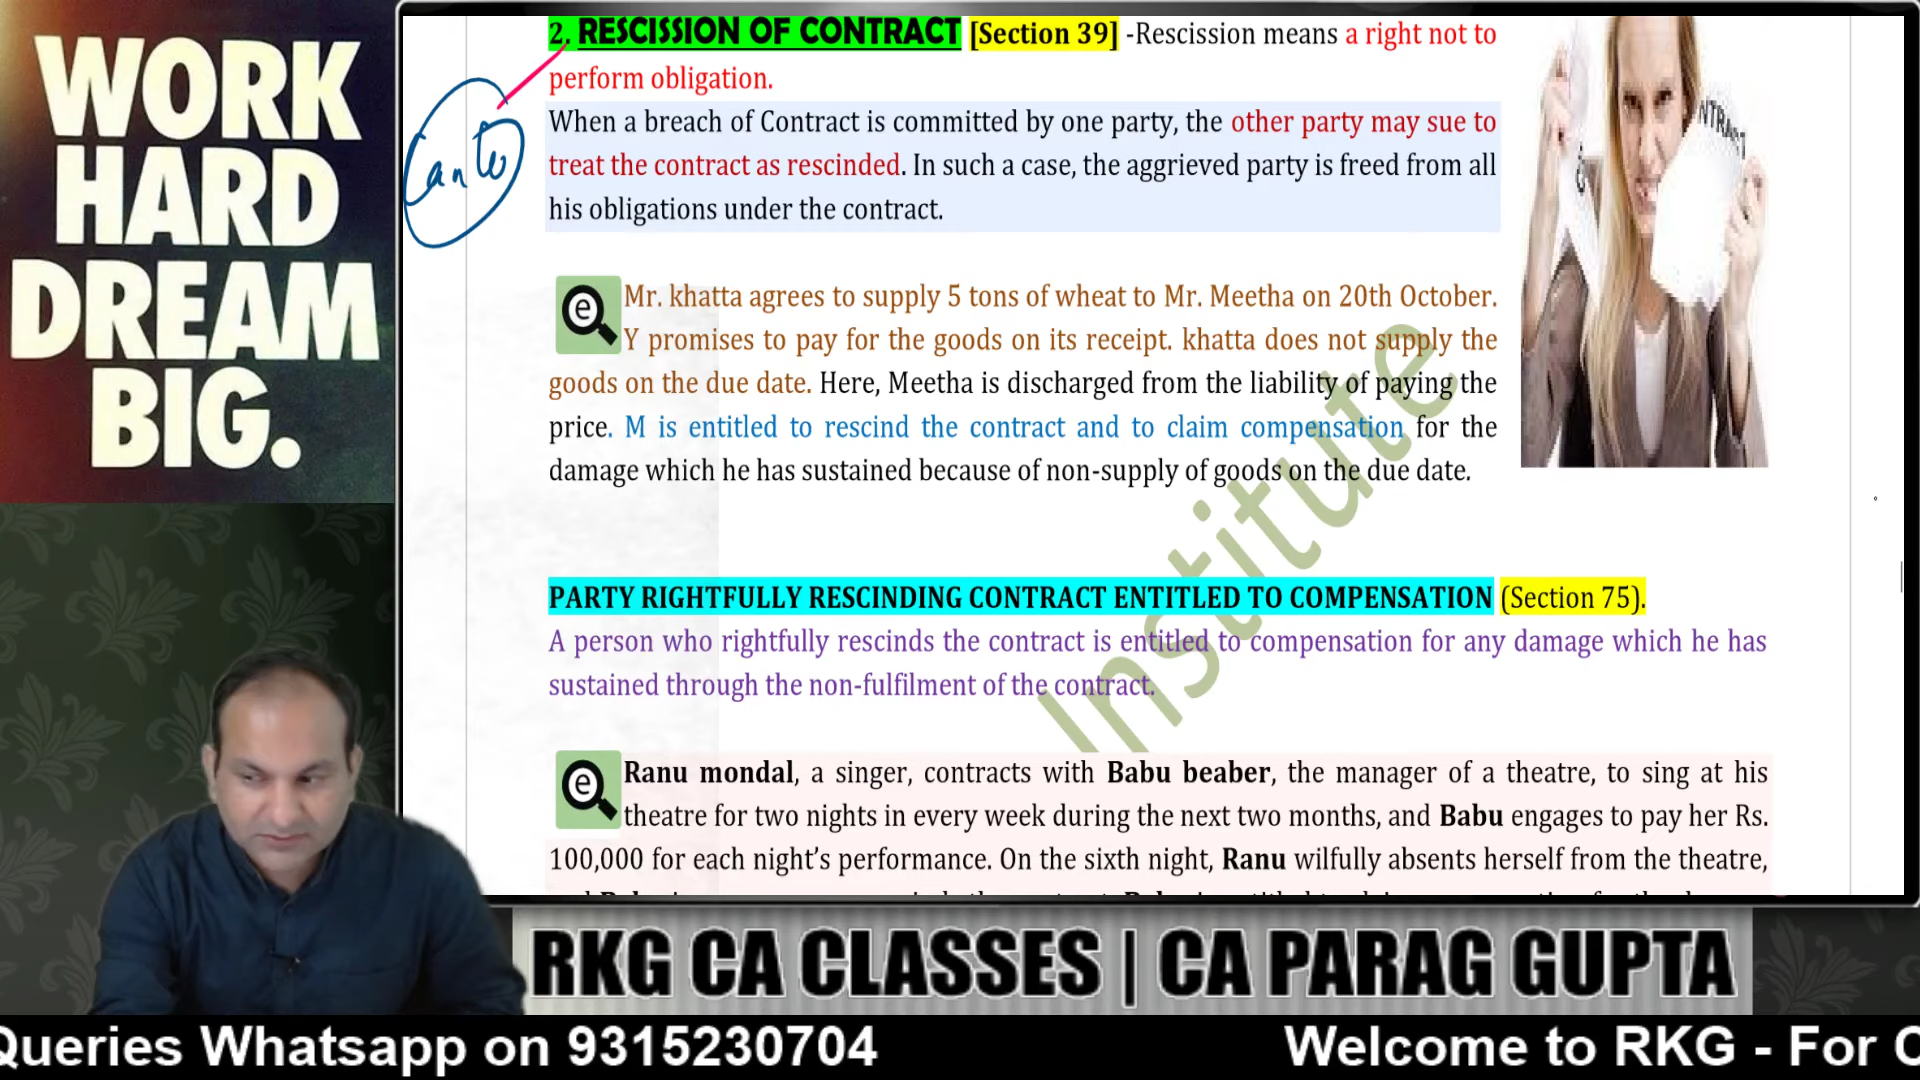 WORK
HARD
DREAM
BIG.
2. RESCISSION OF CONTRACT [Section 39] -Rescission means a right not to
perform obligation.
When a breach of Contract is committed by one party, the other party may sue to
treat the contract as rescinded. In such a case, the aggrieved party is freed from all
his obligations under the contract.
e
Mr. khatta agrees to supply 5 tons of wheat to Mr. Meetha on 20th October.
Y promises to pay for the goods on its receipt. khatta does not supply the
goods on the due date. Here, Meetha is discharged from the liability of paying the
price. M is entitled to rescind the contract and to claim compensation for the
damage which he has sustained because of non-supply of goods on the due date.
Institute
PARTY RIGHTFULLY RESCINDING CONTRACT ENTITLED TO COMPENSATION (Section 75).
A person who rightfully rescinds the contract is entitled to compensation for any damage which he has
sustained through the non-fulfilment of the contract.
e
Ranu mondal, a singer, contracts with Babu beaber, the manager of a theatre, to sing at his
theatre for two nights in every week during the next two months, and Babu engages to pay her Rs.
100,000 for each night's performance. On the sixth night, Ranu wilfully absents herself from the theatre,
RKG CA CLASSES | CA PARAG GUPTA
Queries Whatsapp on 9315230704 Welcome to RKG - For C